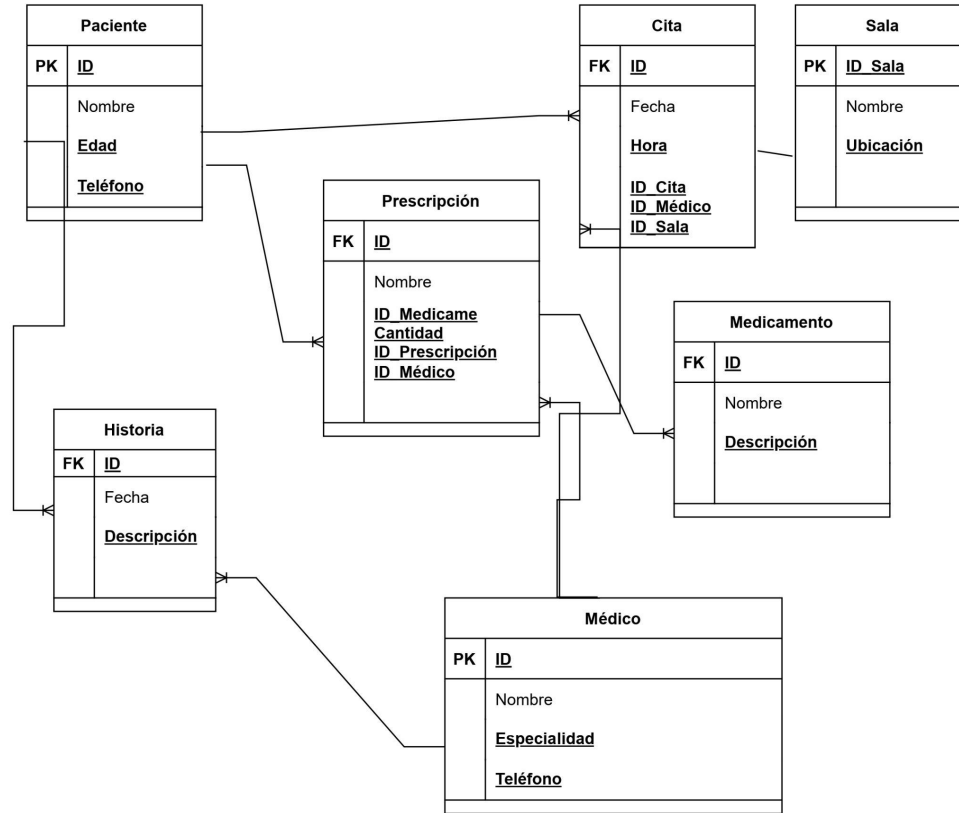 Paciente
PK ID
Nombre
Edad
Teléfono
Cita
FK ID
Fecha
Hora
ID_Cita
ID_Médico
ID_Sala
Sala
PK ID_Sala
Nombre
Ubicación
Prescripción
FK ID
Nombre
ID_Medicame
Cantidad
ID_Prescripción
ID_Médico
Medicamento
FK ID
Nombre
Descripción
Historia
FK ID
Fecha
Descripción
Médico
PK ID
Nombre
Especialidad
Teléfono